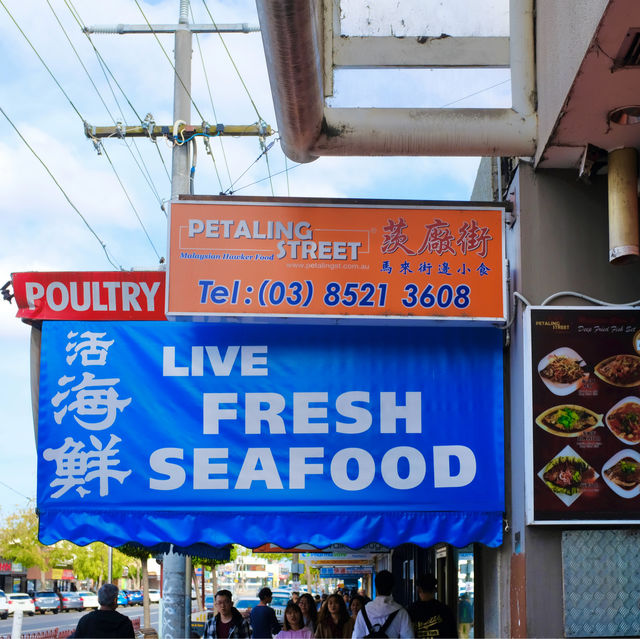 PETALING
STREET
茨廠街
Malaysian Hawker Food
www.petalingst.com.au
馬來街邊小食
Tel:(03) 8521 3608
POULTRY
活海鮮
LIVE
FRESH
SEAFOOD
PETALING
STREET
Deep Fried Fish Set